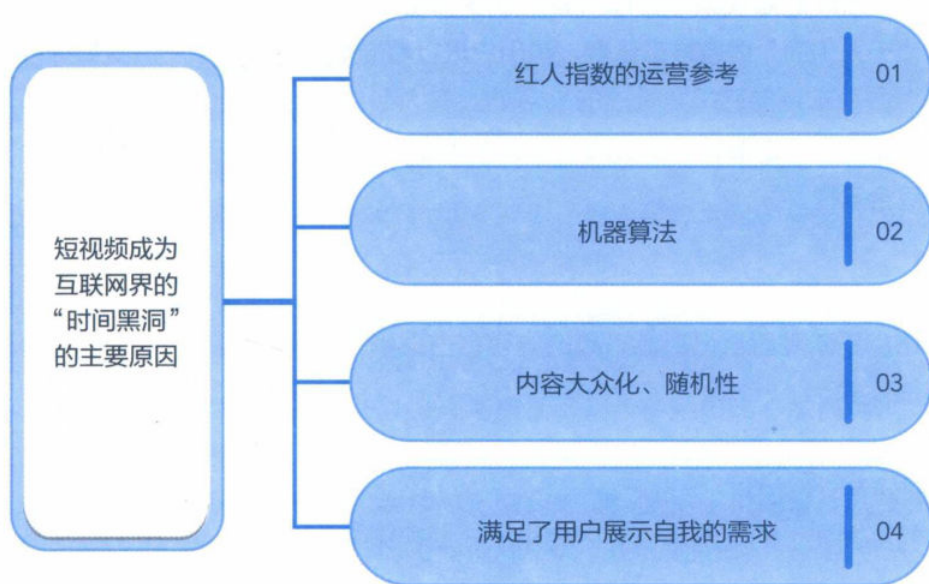 短视频成为
互联网界的
“时间黑洞”
的主要原因
红人指数的运营参考 01
机器算法 02
内容大众化、随机性 03
满足了用户展示自我的需求 04